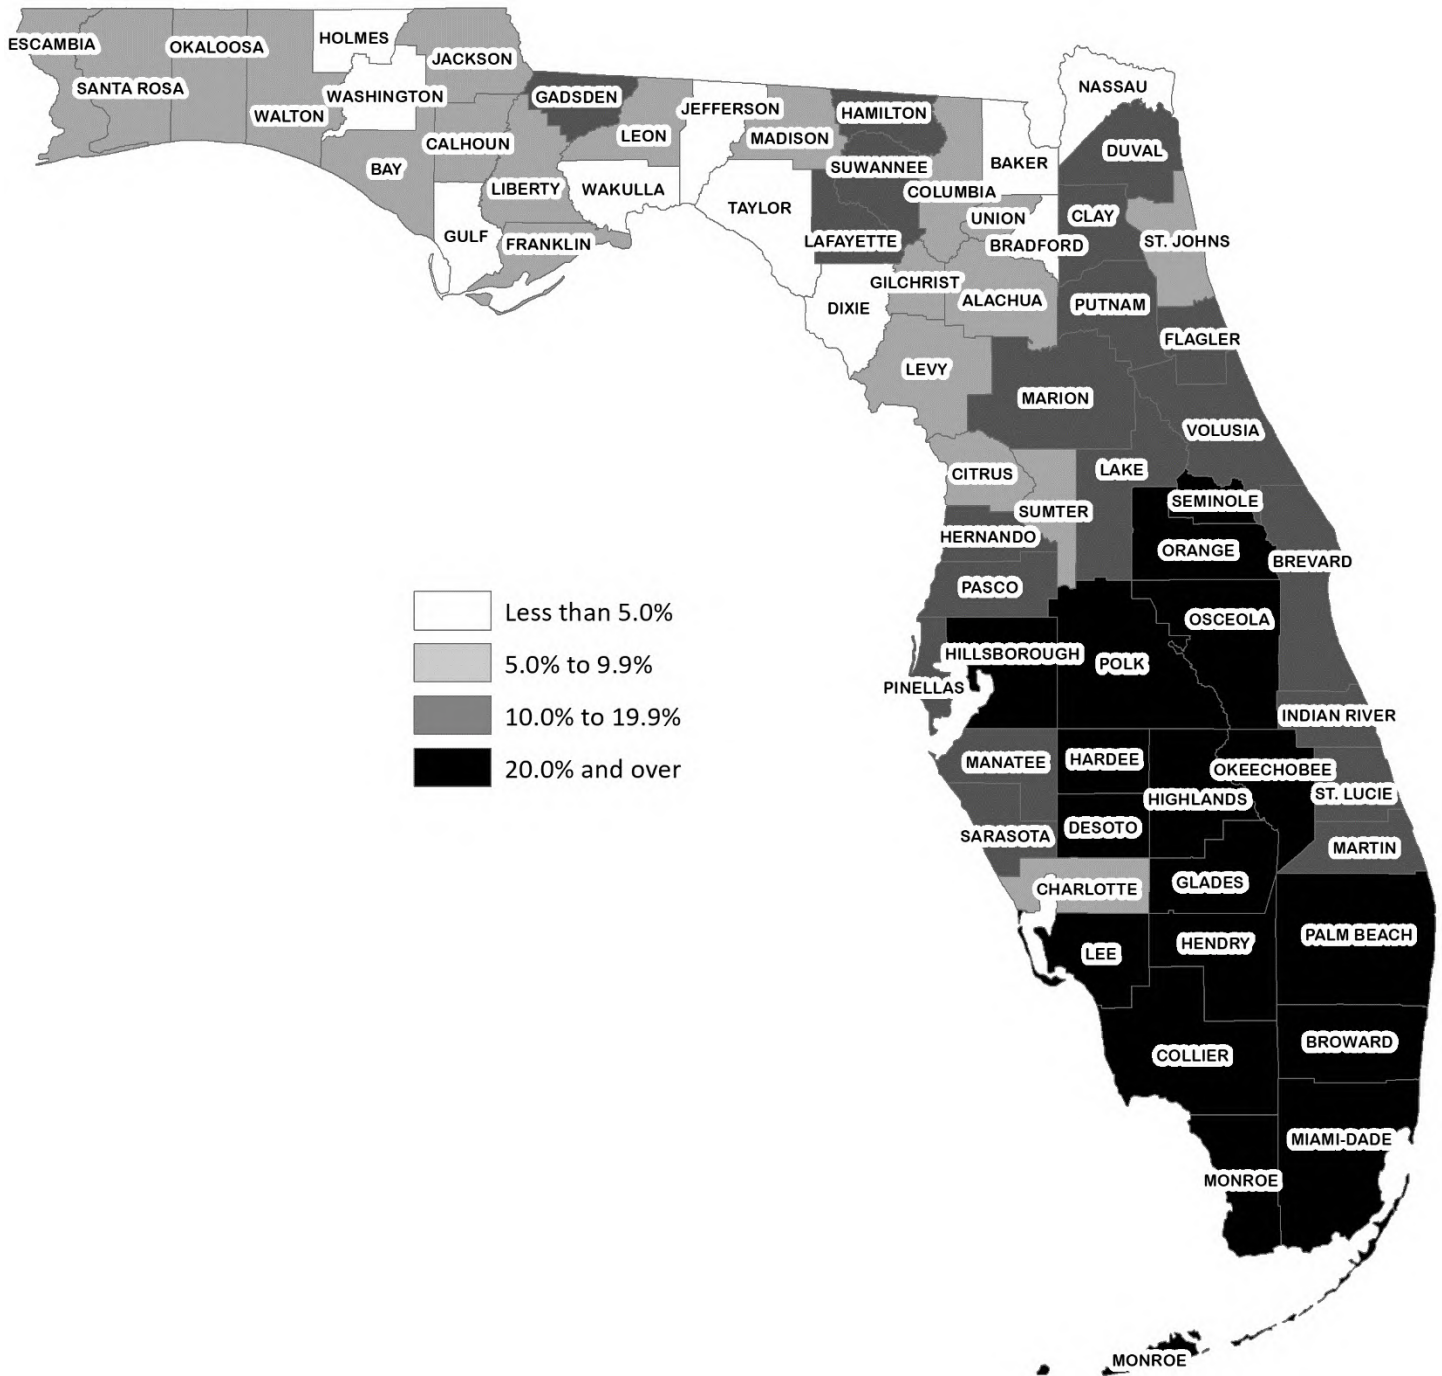 HOLMES
ESCAMBIA
OKALOOSA
JACKSON
SANTA ROSA
WASHINGTON
GADSDEN
NASSAU
WALTON
JEFFERSON
HAMILTON
LEON
MADISON
CALHOUN
DUVAL
BAY
SUWANNEE
BAKER
LIBERTY
WAKULLA
COLUMBIA
TAYLOR
UNION
CLAY
GULF
FRANKLIN
LAFAYETTE
BRADFORD
ST. JOHNS
GILCHRIST
ALACHUA
DIXIE
PUTNAM
FLAGLER
LEVY
MARION
VOLUSIA
CITRUS
LAKE
SEMINOLE
SUMTER
HERNANDO
ORANGE
BREVARD
PASCO
Less than 5.0%
OSCEOLA
5.0% to 9.9%
HILLSBOROUGH
POLK
PINELLAS
10.0% to 19.9%
INDIAN RIVER
MANATEE
HARDEE
20.0% and over
OKEECHOBEE
ST. LUCIE
HIGHLANDS
SARASOTA
DESOTO
MARTIN
CHARLOTTE
GLADES
PALM BEACH
HENDRY
LEE
BROWARD
COLLIER
MIAMI-DADE
MONROE
MONROE